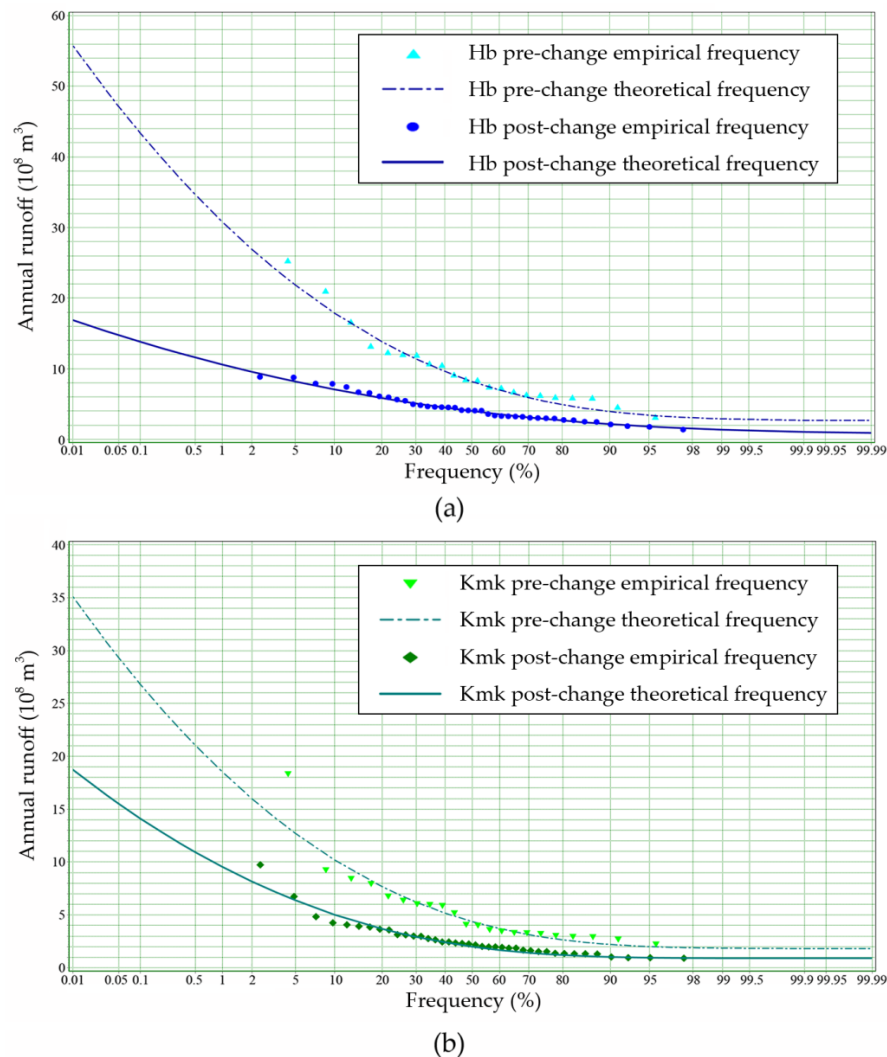 60
50
40
30
20
10
0
Annual runoff (10⁸ m³)
Hb pre-change empirical frequency
Hb pre-change theoretical frequency
Hb post-change empirical frequency
Hb post-change theoretical frequency
0.01 0.05 0.1 0.5 1 2 5 10 20 30 40 50 60 70 80 90 95 98 99 99.5 99.9 99.95 99.99
Frequency (%)
(a)
40
35
30
25
20
15
10
5
0
Annual runoff (10⁸ m³)
Kmk pre-change empirical frequency
Kmk pre-change theoretical frequency
Kmk post-change empirical frequency
Kmk post-change theoretical frequency
0.01 0.05 0.1 0.5 1 2 5 10 20 30 40 50 60 70 80 90 95 98 99 99.5 99.9 99.95 99.99
Frequency (%)
(b)